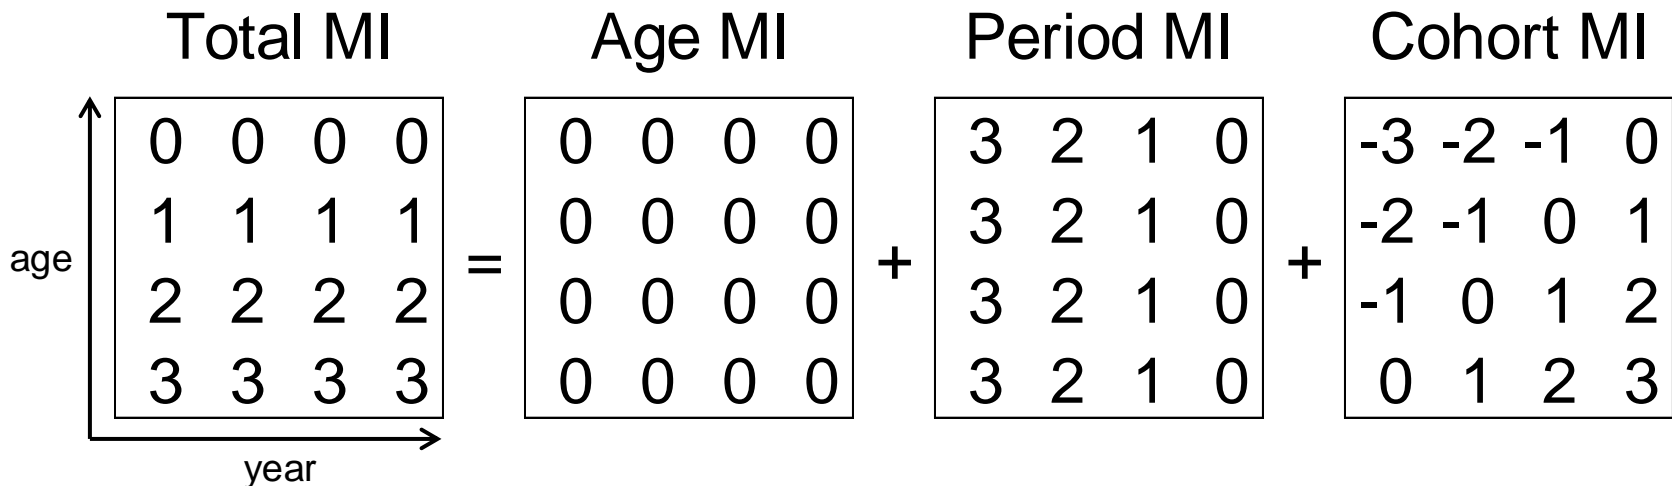 Total MI Age MI Period MI Cohort MI
0 0 0 0 0 0 0 0 3 2 1 0 -3 -2 -1 0
1 1 1 1 0 0 0 0 3 2 1 0 -2 -1 0 1
age = + +
2 2 2 2 0 0 0 0 3 2 1 0 -1 0 1 2
3 3 3 3 0 0 0 0 3 2 1 0 0 1 2 3
year